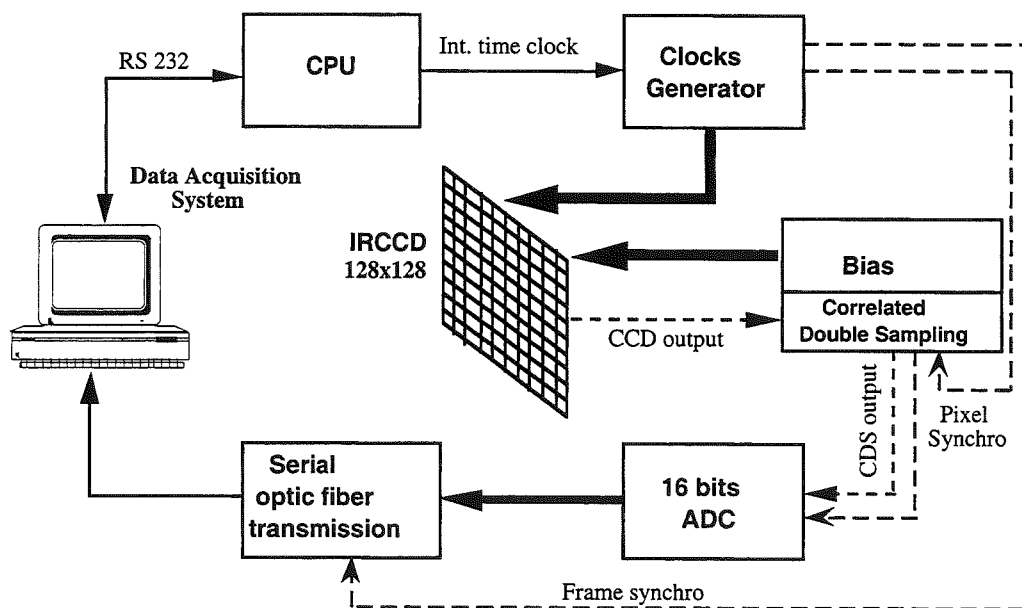 RS 232
CPU
Int. time clock
Clocks
Generator
Data Acquisition
System
IRCCD
128x128
Bias
Correlated
Double Sampling
CCD output
CDS output
Pixel
Synchro
Serial
optic fiber
transmission
16 bits
ADC
Frame synchro